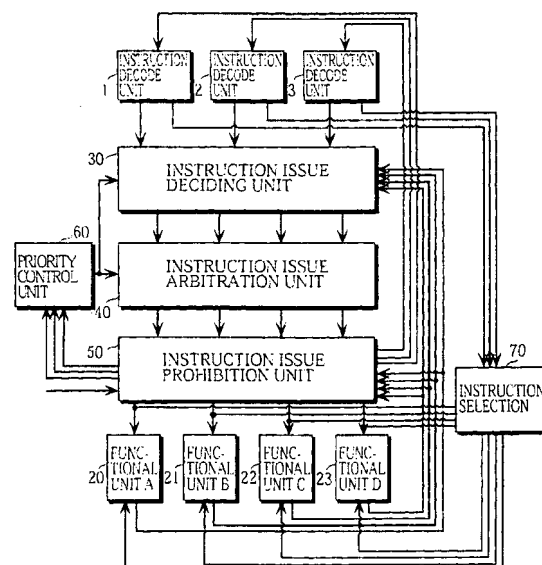 INSTRUCTION
DECODE
UNIT
1
INSTRUCTION
DECODE
UNIT
2
INSTRUCTION
DECODE
UNIT
3
30
INSTRUCTION ISSUE
DECIDING UNIT
60
PRIORITY
CONTROL
UNIT
INSTRUCTION ISSUE
ARBITRATION UNIT
40
50
INSTRUCTION ISSUE
PROHIBITION UNIT
70
INSTRUCTION
SELECTION
20
FUNC-
TIONAL
UNIT A
21
FUNC-
TIONAL
UNIT B
22
FUNC-
TIONAL
UNIT C
23
FUNC-
TIONAL
UNIT D